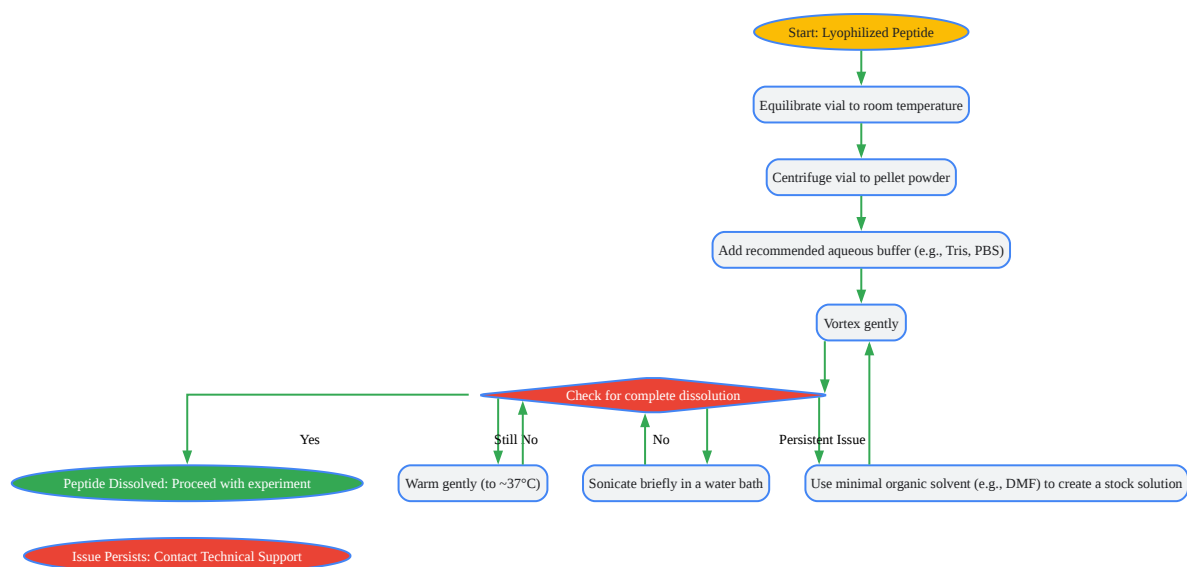 Start: Lyophilized Peptide
Equilibrate vial to room temperature
Centrifuge vial to pellet powder
Add recommended aqueous buffer (e.g., Tris, PBS)
Vortex gently
Check for complete dissolution
Yes
Still No
No
Persistent Issue
Peptide Dissolved: Proceed with experiment
Warm gently (to ~37°C)
Sonicate briefly in a water bath
Use minimal organic solvent (e.g., DMF) to create a stock solution
Issue Persists: Contact Technical Support